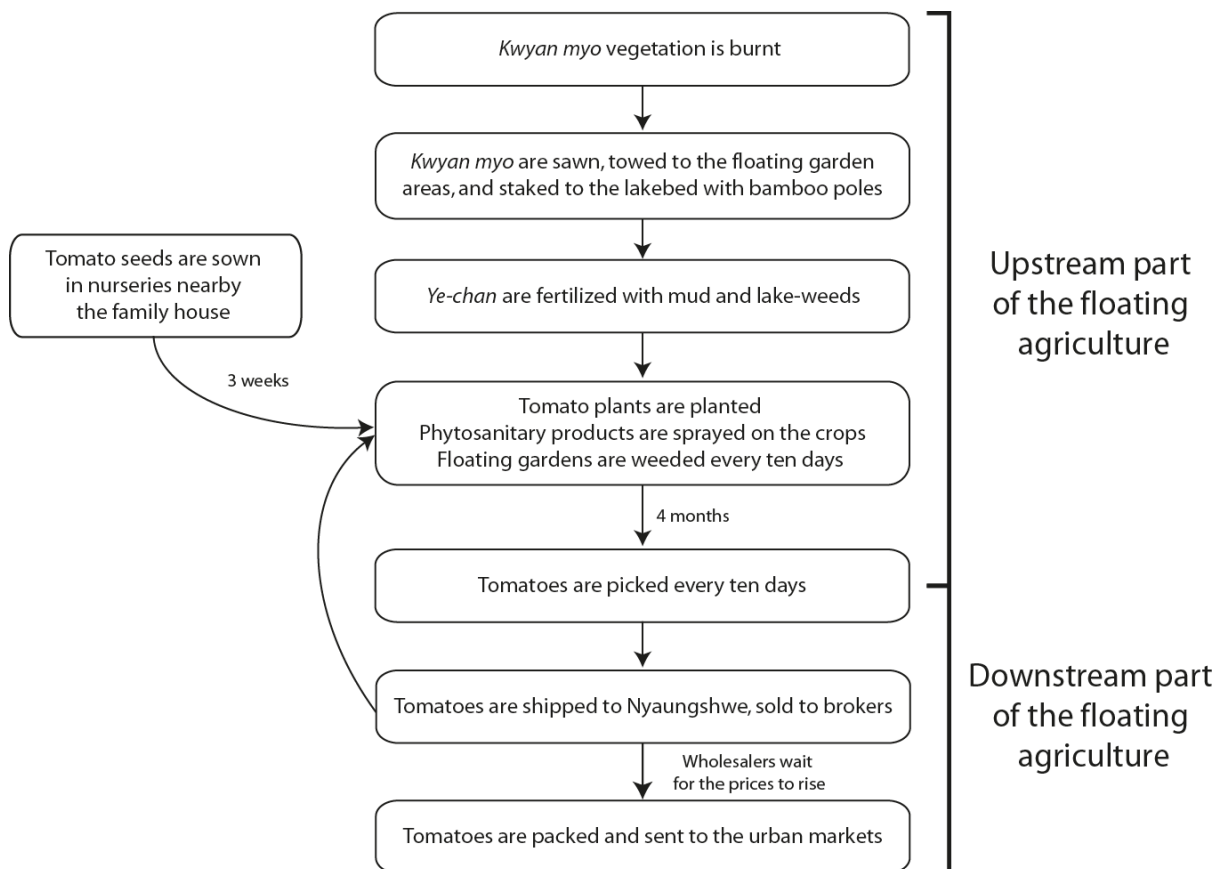 Kwyan myo vegetation is burnt
Kwyan myo are sawn, towed to the floating garden
areas, and staked to the lakebed with bamboo poles
Tomato seeds are sown
in nurseries nearby
the family house
Ye-chan are fertilized with mud and lake-weeds
Upstream part
of the floating
agriculture
3 weeks
Tomato plants are planted
Phytosanitary products are sprayed on the crops
Floating gardens are weeded every ten days
4 months
Tomatoes are picked every ten days
Tomatoes are shipped to Nyaungshwe, sold to brokers
Downstream part
of the floating
agriculture
Wholesalers wait
for the prices to rise
Tomatoes are packed and sent to the urban markets